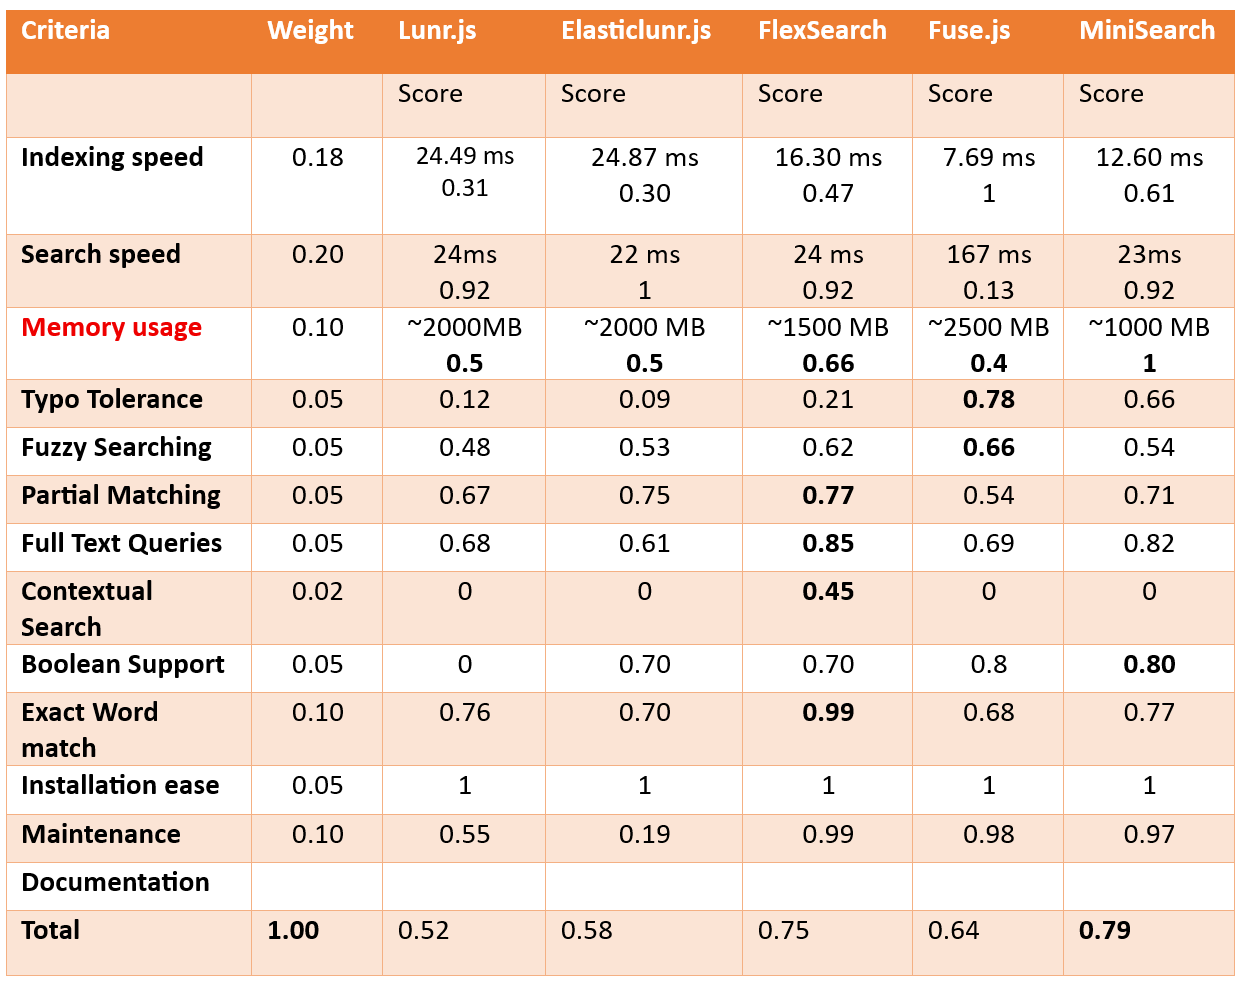 Criteria Weight Lunr.js Elasticlunr.js FlexSearch Fuse.js MiniSearch
Score Score Score Score Score
Indexing speed 0.18 24.49 ms 24.87 ms 16.30 ms 7.69 ms 12.60 ms
0.31 0.30 0.47 1 0.61
Search speed 0.20 24ms 22 ms 24 ms 167 ms 23ms
0.92 1 0.92 0.13 0.92
Memory usage 0.10 ~2000MB ~2000 MB ~1500 MB ~2500 MB ~1000 MB
0.5 0.5 0.66 0.4 1
Typo Tolerance 0.05 0.12 0.09 0.21 0.78 0.66
Fuzzy Searching 0.05 0.48 0.53 0.62 0.66 0.54
Partial Matching 0.05 0.67 0.75 0.77 0.54 0.71
Full Text Queries 0.05 0.68 0.61 0.85 0.69 0.82
Contextual 0.02 0 0 0.45 0 0
Search
Boolean Support 0.05 0 0.70 0.70 0.8 0.80
Exact Word 0.10 0.76 0.70 0.99 0.68 0.77
match
Installation ease 0.05 1 1 1 1 1
Maintenance 0.10 0.55 0.19 0.99 0.98 0.97
Documentation
Total 1.00 0.52 0.58 0.75 0.64 0.79